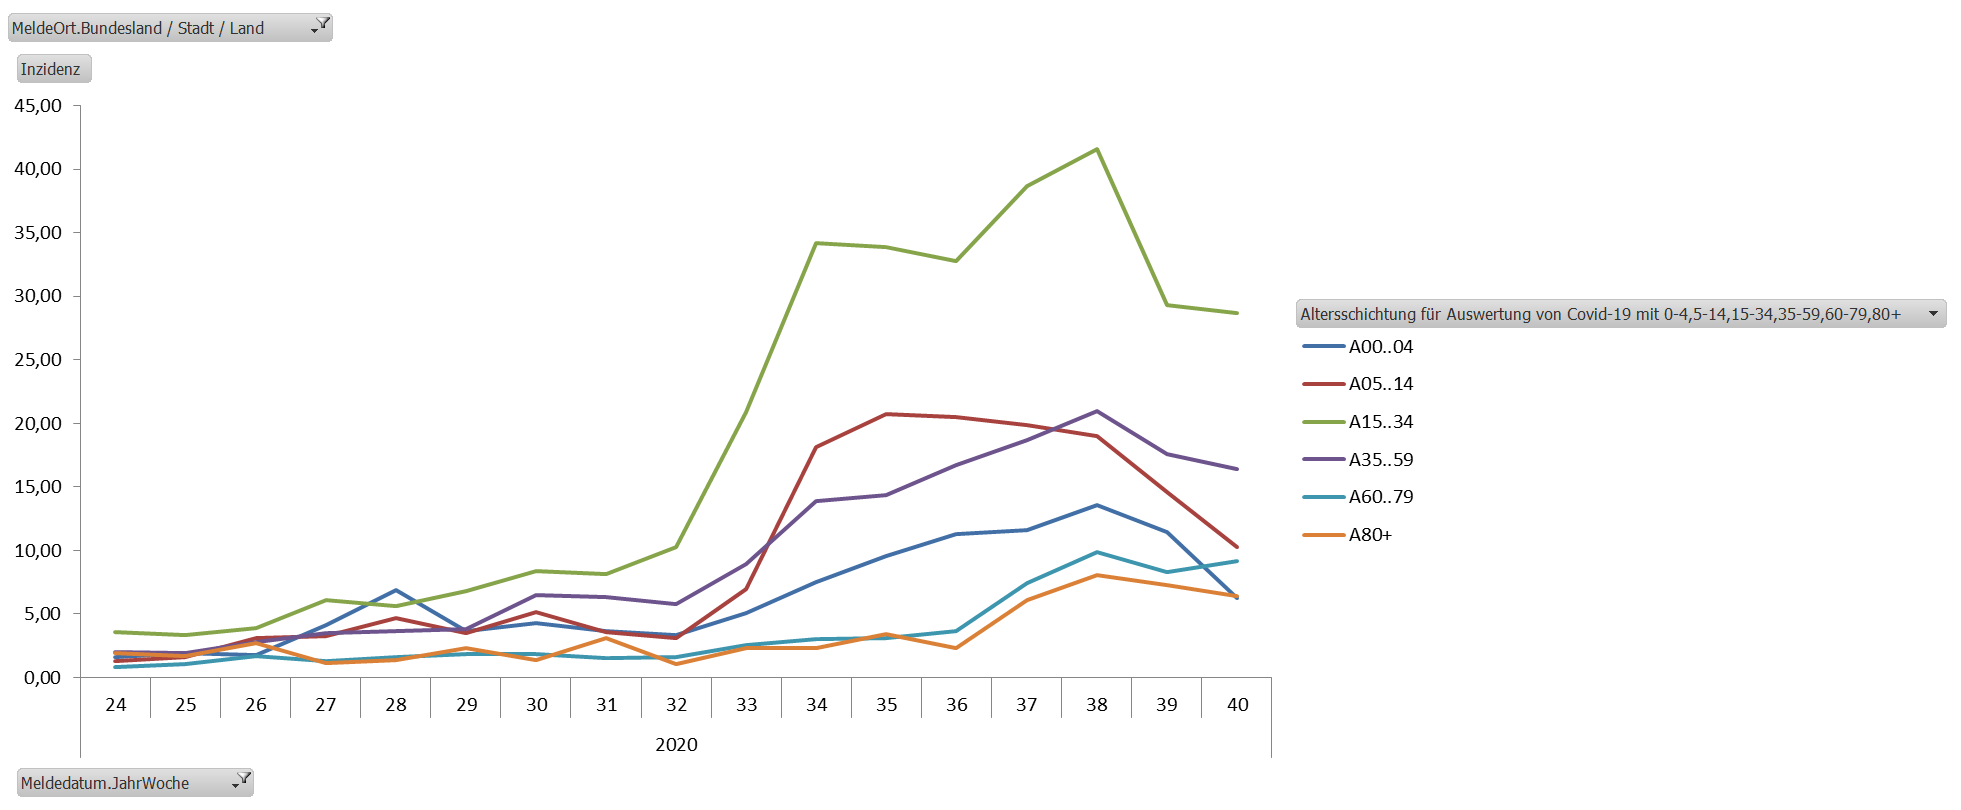 MeldeOrt.Bundesland / Stadt / Land
Inzidenz
45,00
40,00
35,00
30,00
25,00
20,00
15,00
10,00
5,00
0,00
24 25 26 27 28 29 30 31 32 33 34 35 36 37 38 39 40
2020
Meldedatum.JahrWoche
Altersschichtung für Auswertung von Covid-19 mit 0-4,5-14,15-34,35-59,60-79,80+
A00..04
A05..14
A15..34
A35..59
A60..79
A80+